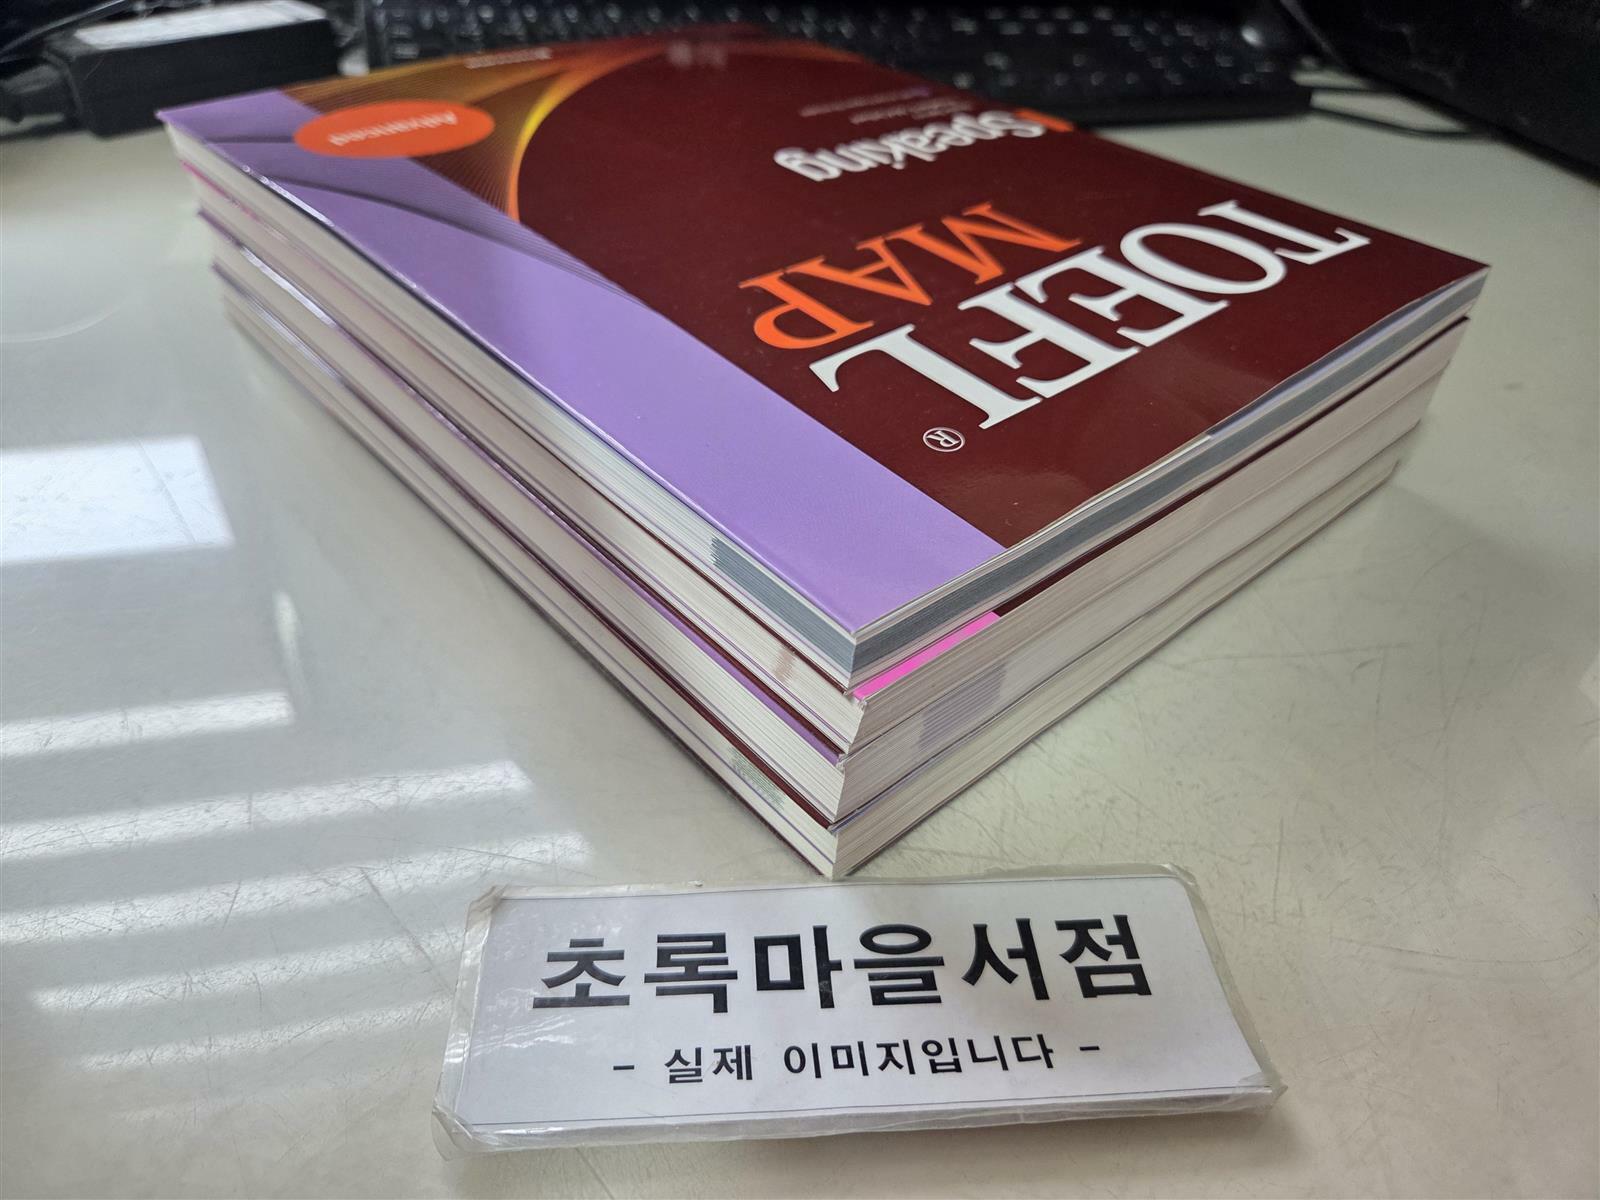 TOEFL®
MAP
Speaking
Advanced
초록마을서점
- 실제 이미지입니다 -